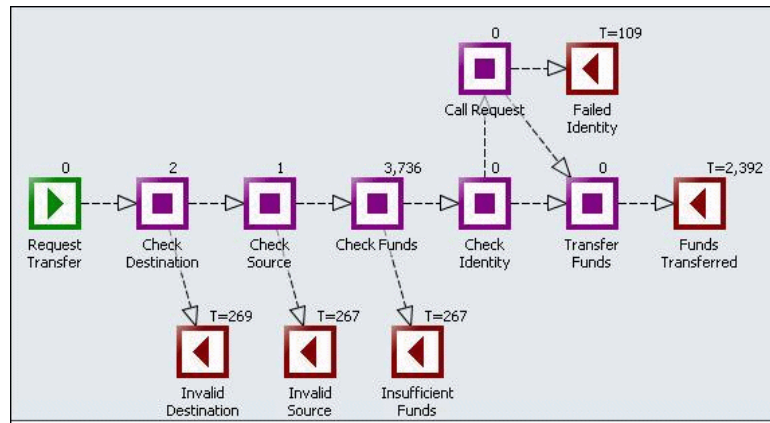 0
T=109
Call Request
Failed
Identity
0
2
1
3,736
0
0
T=2,392
Request
Transfer
Check
Destination
Check
Source
Check Funds
Check
Identity
Transfer
Funds
Funds
Transferred
T=269
T=267
T=267
Invalid
Destination
Invalid
Source
Insufficient
Funds